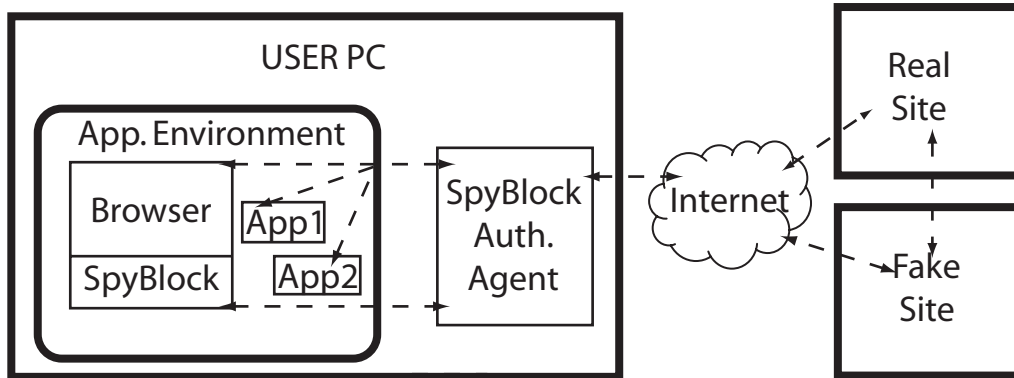 USER PC
App. Environment
Browser
SpyBlock
App1
App2
SpyBlock
Auth.
Agent
Internet
Real
Site
Fake
Site